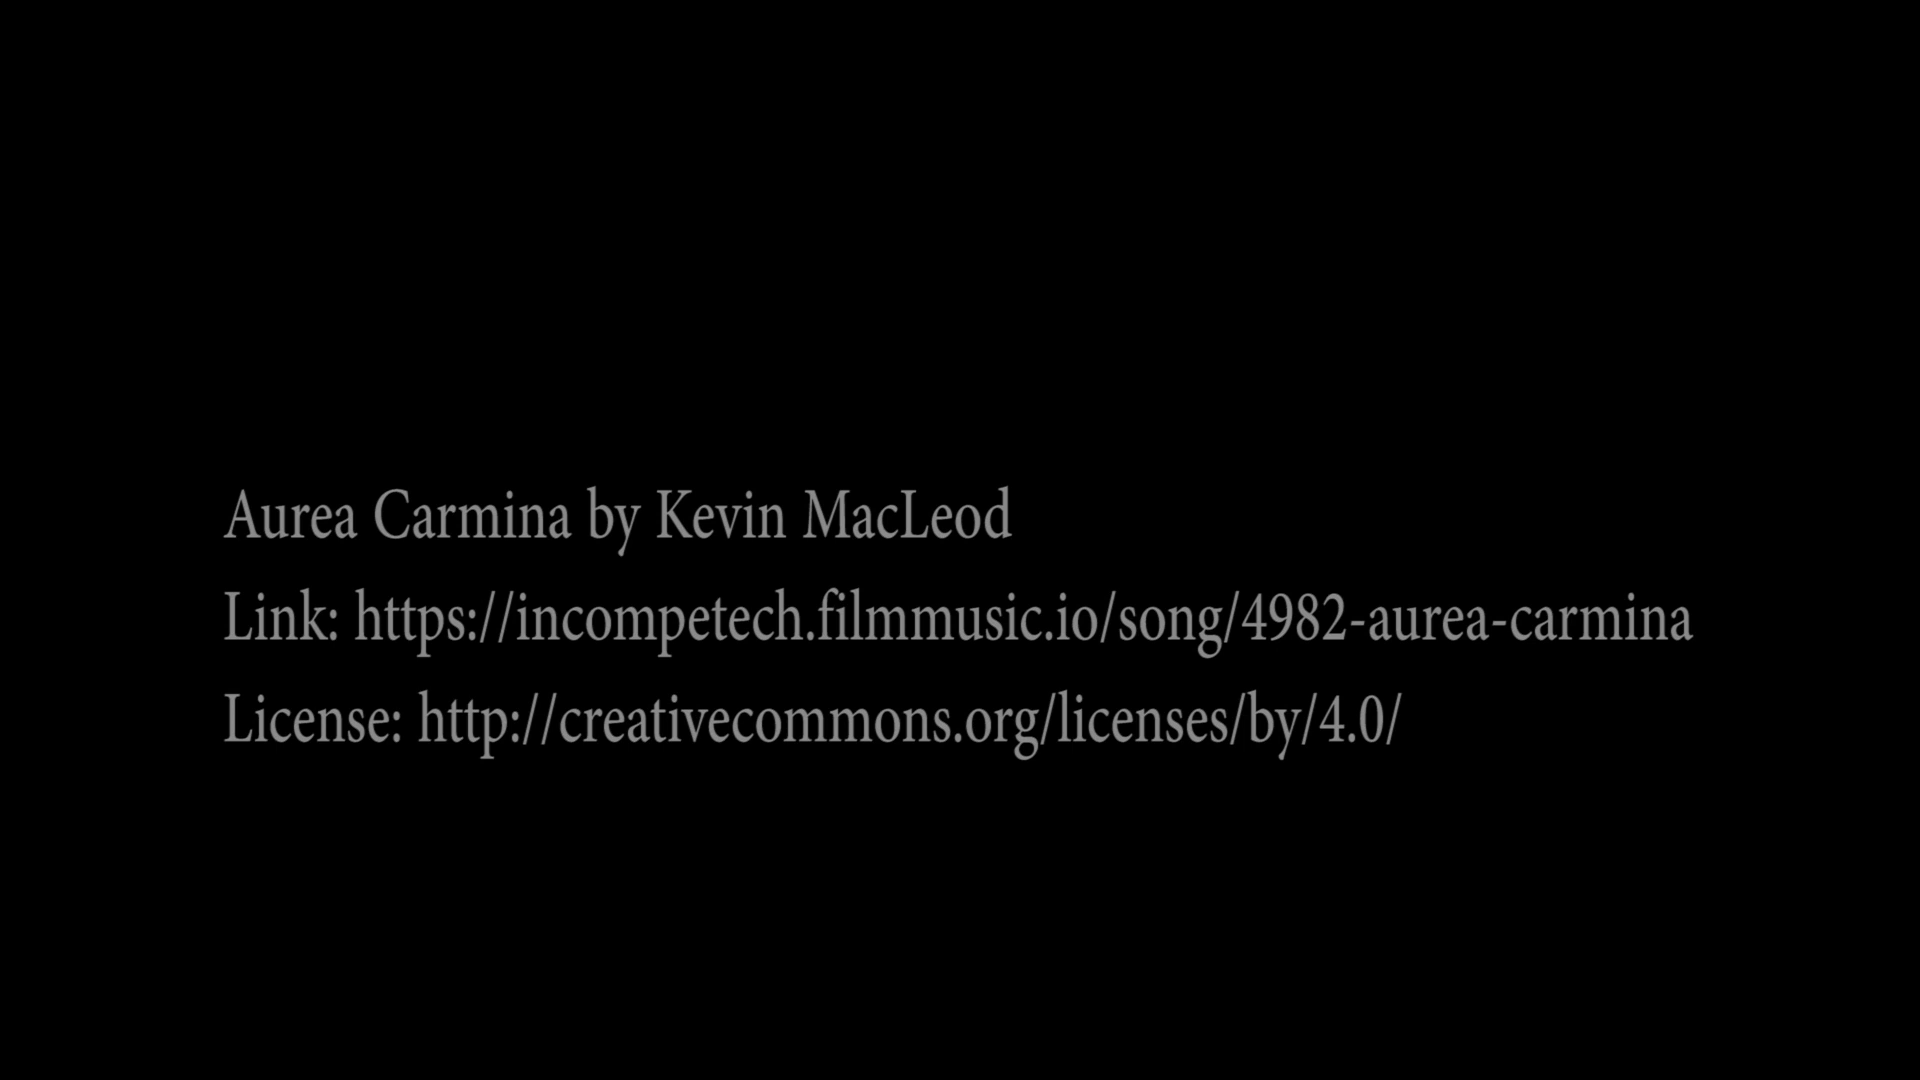 Aurea Carmina by Kevin MacLeod
Link: https://incompetech.filmmusic.io/song/4982-aurea-carmina
License: http://creativecommons.org/licenses/by/4.0/